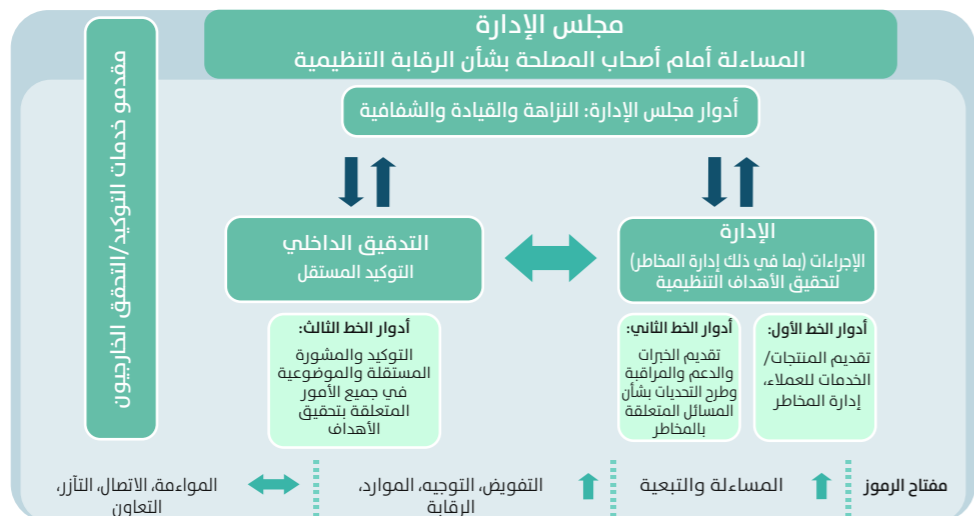 مجلس الإدارة
المساءلة أمام أصحاب المصلحة بشأن الرقابة التنظيمية
أدوار مجلس الإدارة: النزاهة والقيادة والشفافية
الإدارة
الإجراءات (بما في ذلك إدارة المخاطر)
لتحقيق الأهداف التنظيمية
التدقيق الداخلي
التوكيد المستقل
أدوار الخط الأول:
تقديم المنتجات/
الخدمات للعملاء،
إدارة المخاطر
أدوار الخط الثاني:
تقديم الخبرات
والدعم والمراقبة
وطرح التحديات بشأن
المسائل المتعلقة
بالمخاطر
أدوار الخط الثالث:
التوكيد والمشورة
المستقلة والموضوعية
في جميع الأمور
المتعلقة بتحقيق
الأهداف
مقدمو خدمات التوكيد/التحقق الخارجيون
مفتاح الرموز
المساءلة والتبعية
التفويض، التوجيه، الموارد،
الرقابة
المواءمة، الاتصال، التآزر،
التعاون